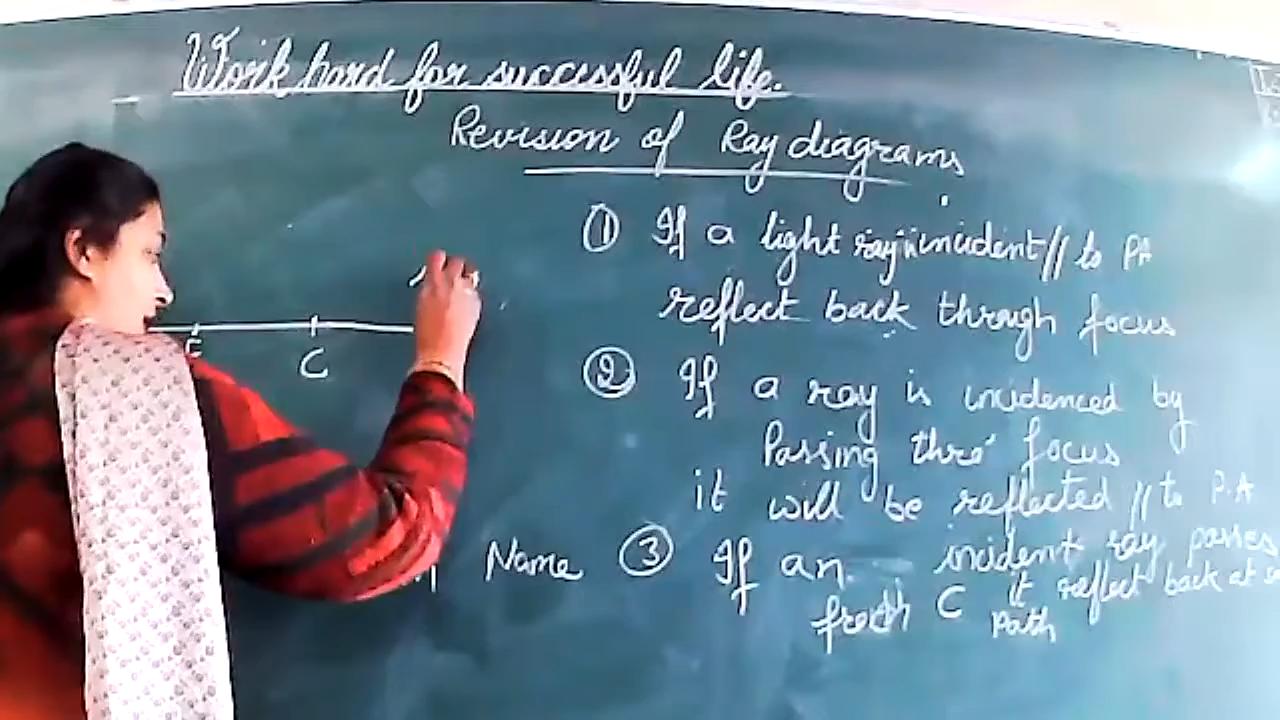 Work hard for successful life.
Revision of Ray diagrams
① If a light ray incident // to PA
reflect back through focus
② If a ray is incidenced by
Passing thro' focus
it will be reflected // to P.A
③ If an incident ray passes
from C it reflect back at
Path
Name
F
C